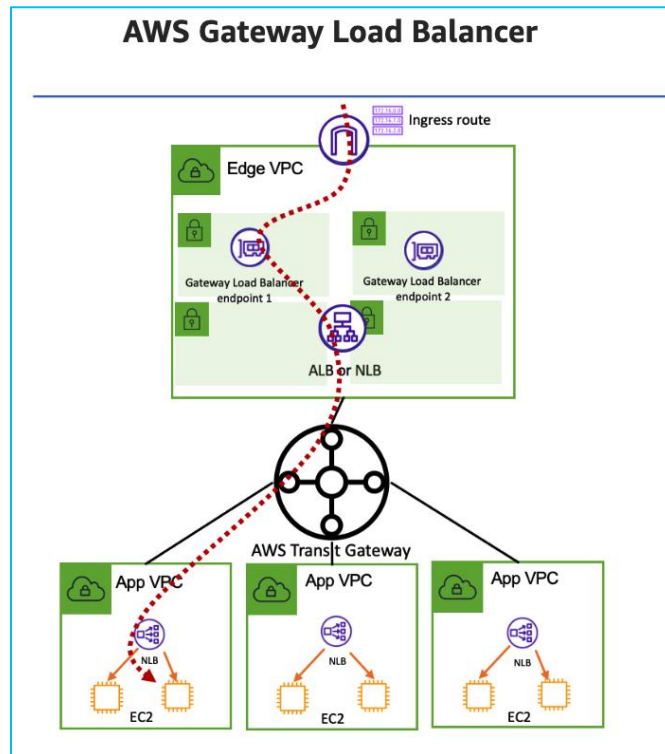 AWS Gateway Load Balancer
Ingress route
Edge VPC
Gateway Load Balancer
endpoint 1
Gateway Load Balancer
endpoint 2
ALB or NLB
AWS Transit Gateway
App VPC
App VPC
App VPC
NLB
NLB
NLB
EC2
EC2
EC2